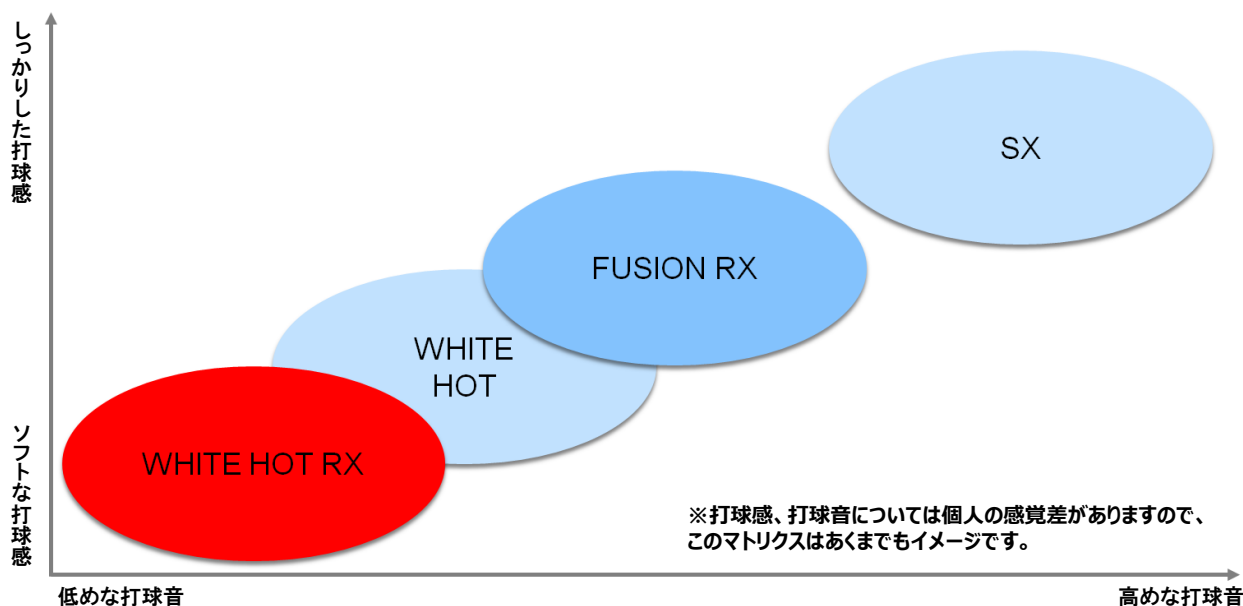 しっかりした打球感
SX
FUSION RX
WHITE
HOT
WHITE HOT RX
ソフトな打球感
※打球感、打球音については個人の感覚差がありますので、
このマトリクスはあくまでもイメージです。
低めな打球音
高めな打球音